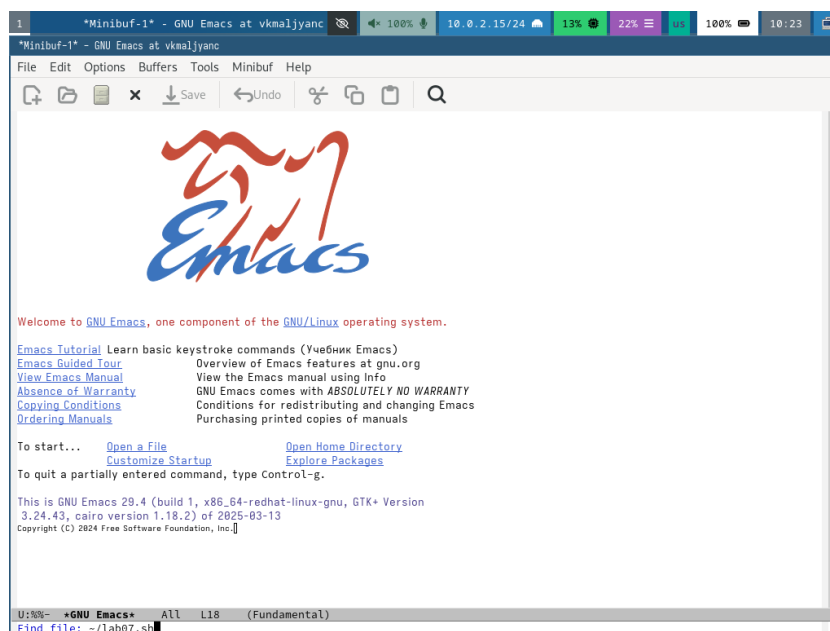 1 *Minibuf-1* - GNU Emacs at vkmaljyanc 100% 10.0.2.15/24 13% 22% us 100% 10:23
*Minibuf-1* - GNU Emacs at vkmaljyanc
File Edit Options Buffers Tools Minibuf Help
Save Undo
Emacs
Welcome to GNU Emacs, one component of the GNU/Linux operating system.
Emacs Tutorial Learn basic keystroke commands (Учебник Emacs)
Emacs Guided Tour Overview of Emacs features at gnu.org
View Emacs Manual View the Emacs manual using Info
Absence of Warranty GNU Emacs comes with ABSOLUTELY NO WARRANTY
Copying Conditions Conditions for redistributing and changing Emacs
Ordering Manuals Purchasing printed copies of manuals
To start... Open a File Open Home Directory
Customize Startup Explore Packages
To quit a partially entered command, type Control-g.
This is GNU Emacs 29.4 (build 1, x86_64-redhat-linux-gnu, GTK+ Version
3.24.43, cairo version 1.18.2) of 2025-03-13
Copyright (C) 2024 Free Software Foundation, Inc.
U:%%- *GNU Emacs* All L18 (Fundamental)
Find file: ~/lab07.sh